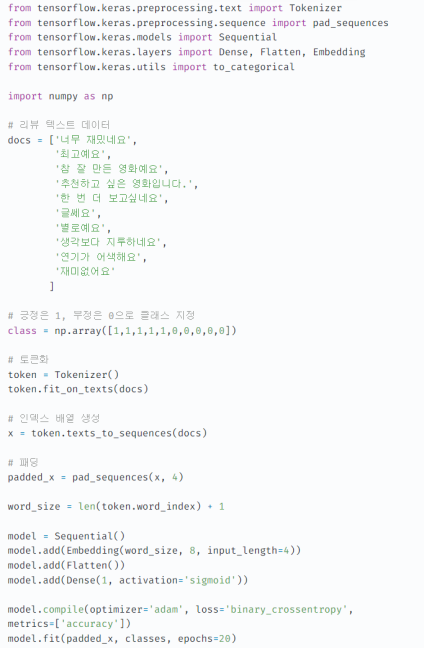 from tensorflow.keras.preprocessing.text import Tokenizer
from tensorflow.keras.preprocessing.sequence import pad_sequences
from tensorflow.keras.models import Sequential
from tensorflow.keras.layers import Dense, Flatten, Embedding
from tensorflow.keras.utils import to_categorical

import numpy as np

# 리뷰 텍스트 데이터
docs = ['너무 재밌네요',
        '최고예요',
        '참 잘 만든 영화예요',
        '추천하고 싶은 영화입니다.',
        '한 번 더 보고싶네요',
        '글쎄요',
        '별로예요',
        '생각보다 지루하네요',
        '연기가 어색해요',
        '재미없어요'
       ]

# 긍정은 1, 부정은 0으로 클래스 지정
class = np.array([1,1,1,1,1,0,0,0,0,0])

# 토큰화
token = Tokenizer()
token.fit_on_texts(docs)

# 인덱스 배열 생성
x = token.texts_to_sequences(docs)

# 패딩
padded_x = pad_sequences(x, 4)

word_size = len(token.word_index) + 1

model = Sequential()
model.add(Embedding(word_size, 8, input_length=4))
model.add(Flatten())
model.add(Dense(1, activation='sigmoid'))

model.compile(optimizer='adam', loss='binary_crossentropy',
metrics=['accuracy'])
model.fit(padded_x, classes, epochs=20)